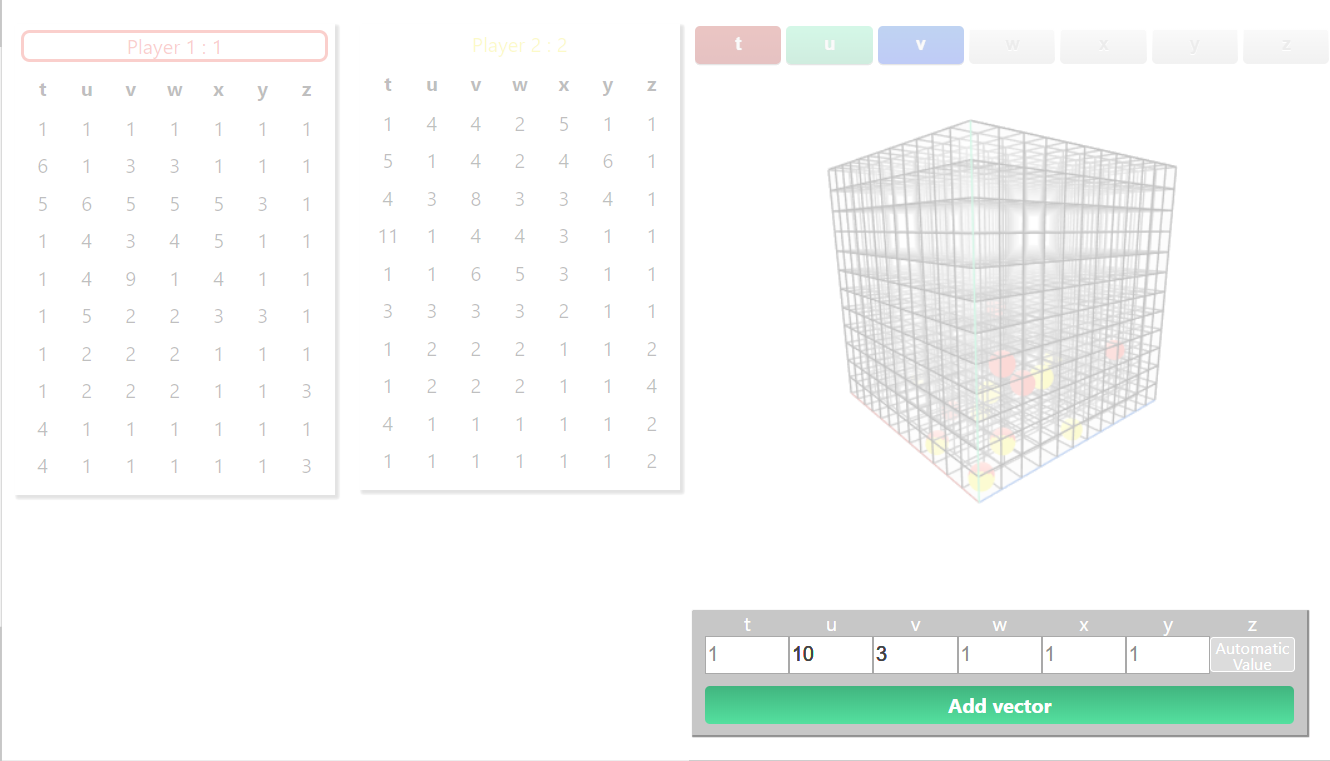 Player 1 : 1
t u v w x y z
1 1 1 1 1 1 1
6 1 3 3 1 1 1
5 6 5 5 5 3 1
1 4 3 4 5 1 1
1 4 9 1 4 1 1
1 5 2 2 3 3 1
1 2 2 2 1 1 1
1 2 2 2 1 1 3
4 1 1 1 1 1 1
4 1 1 1 1 1 3
Player 2 : 2
t u v w x y z
1 4 4 2 5 1 1
5 1 4 2 4 6 1
4 3 8 3 3 4 1
11 1 4 4 3 1 1
1 1 6 5 3 1 1
3 3 3 3 2 1 1
1 2 2 2 1 1 2
1 2 2 2 1 1 4
4 1 1 1 1 1 2
1 1 1 1 1 1 2
t u v w x y z
t u v w x y z
1 10 3 1 1 1 Automatic
Value
Add vector